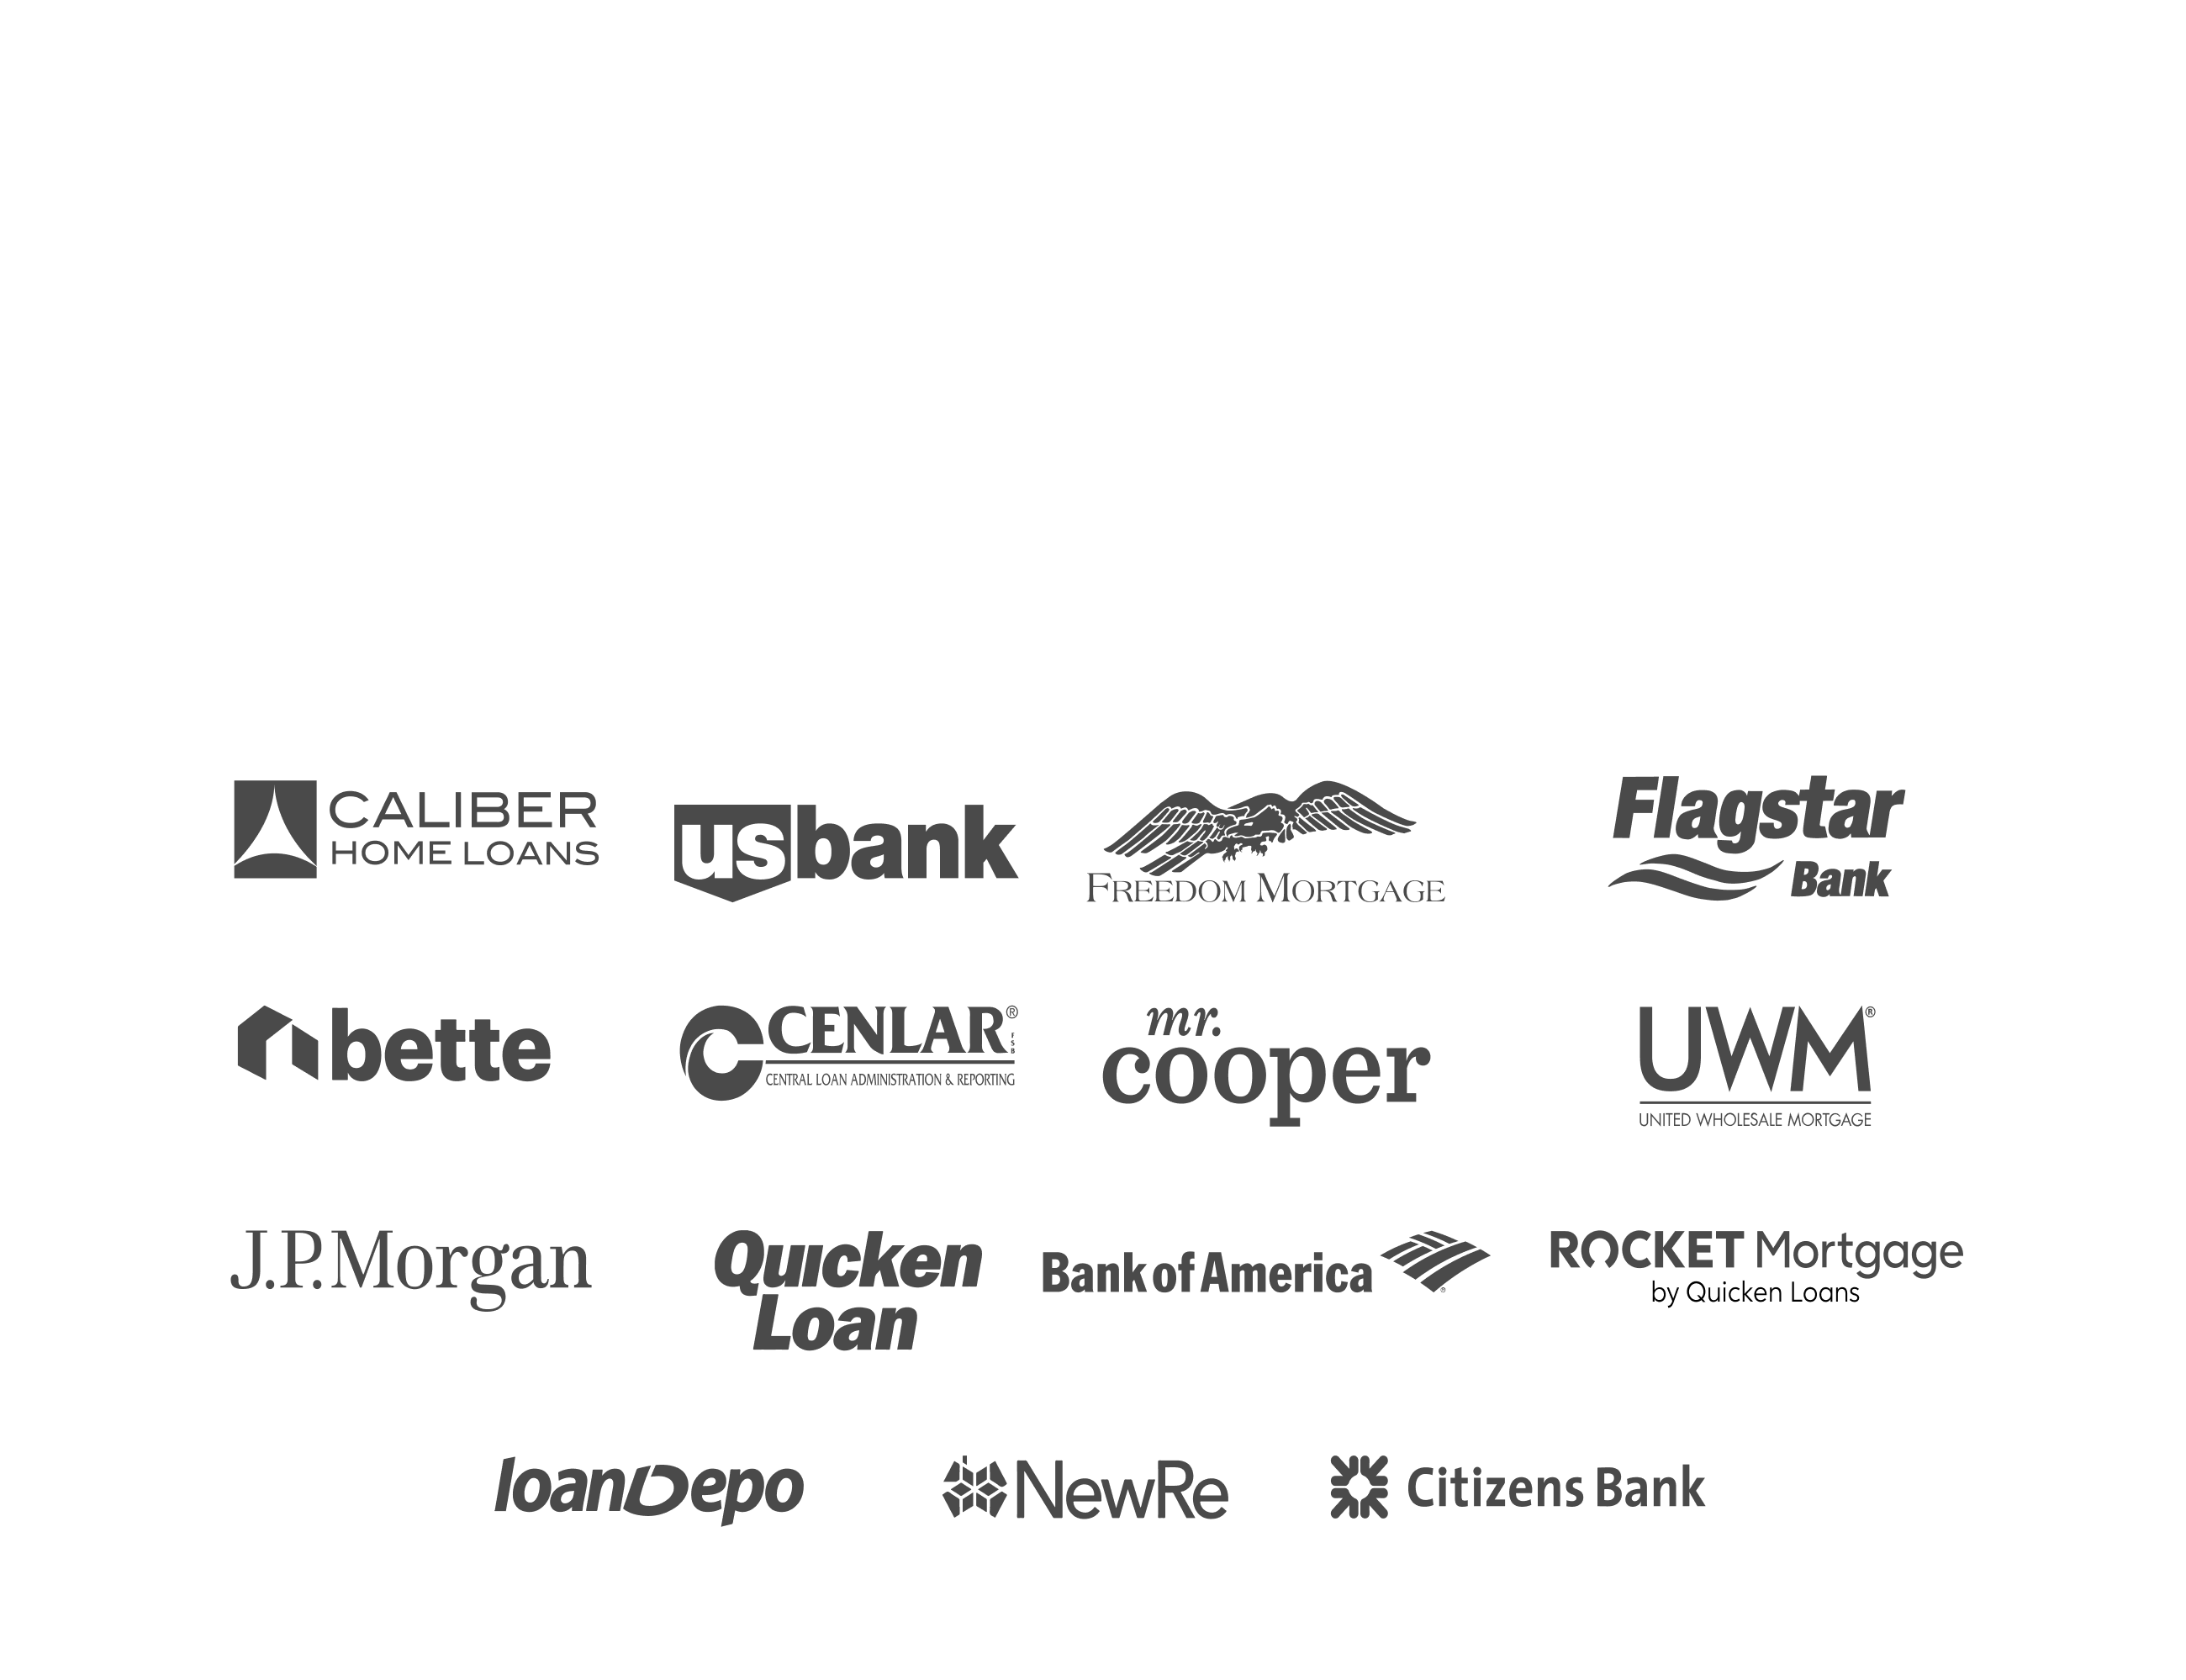 CALIBER
HOME LOANS
usbank
FREEDOM MORTGAGE
Flagstar
Bank
bette
CENLAR®
FSB
CENTRAL LOAN ADMINISTRATION & REPORTING
mr.
cooper
UWM®
UNITED WHOLESALE MORTGAGE
J.P.Morgan
Quicken
Loan
Bank of America®
ROCKET Mortgage
by Quicken Loans
loanDepo
NewRe
Citizens Bank